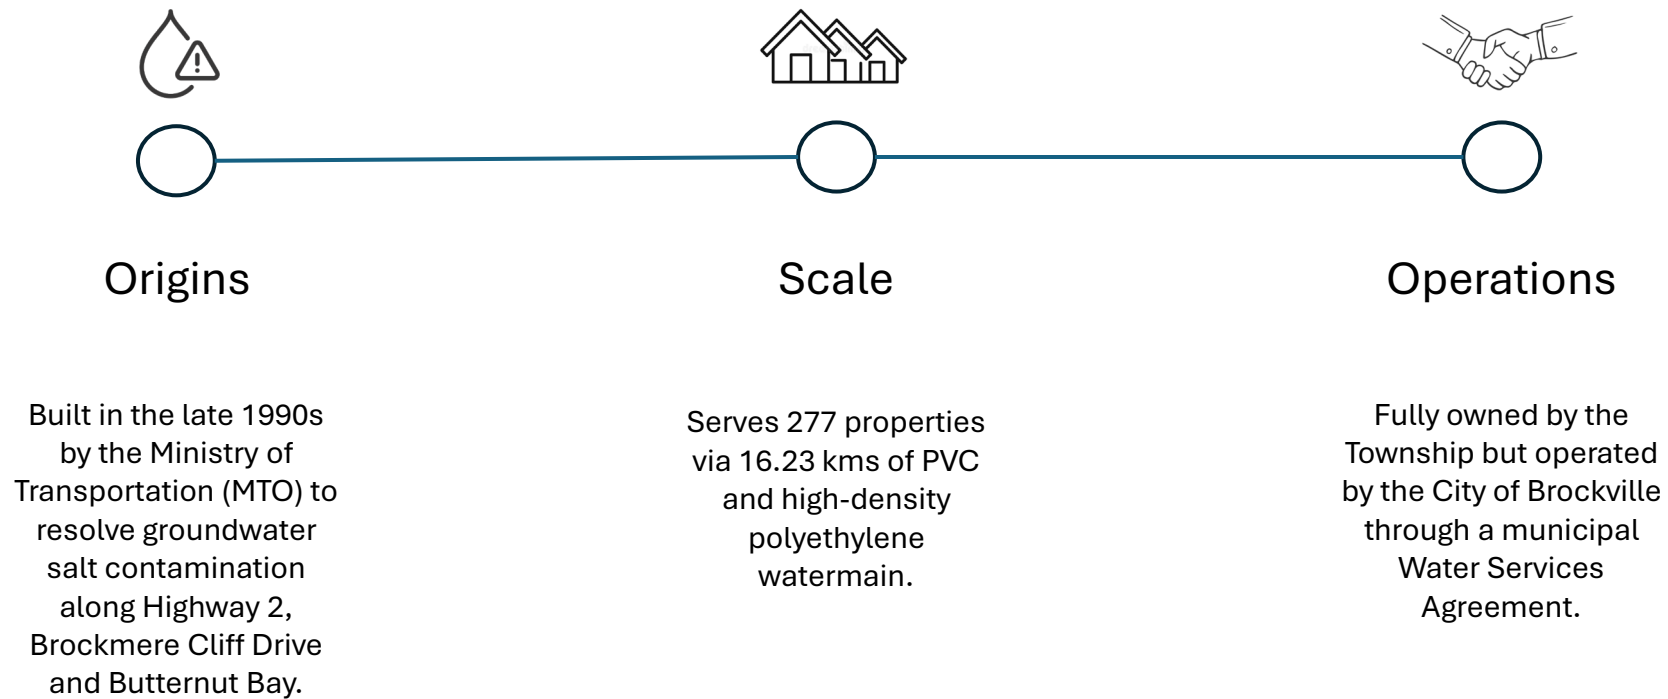 Origins
Built in the late 1990s
by the Ministry of
Transportation (MTO) to
resolve groundwater
salt contamination
along Highway 2,
Brockmere Cliff Drive
and Butternut Bay.
Scale
Serves 277 properties
via 16.23 kms of PVC
and high-density
polyethylene
watermain.
Operations
Fully owned by the
Township but operated
by the City of Brockville
through a municipal
Water Services
Agreement.